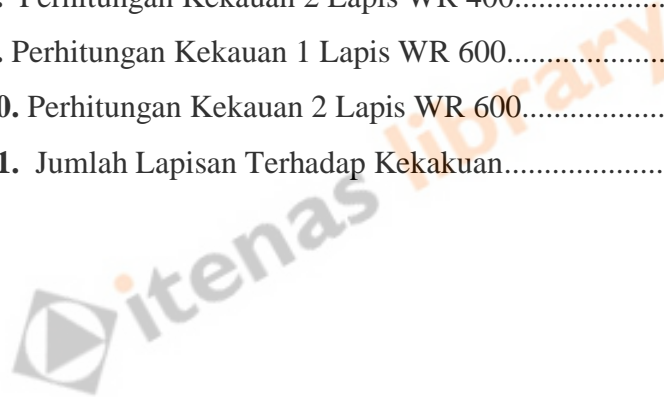 . Perhitungan Kekauan 2 Lapis WR 400..................
. Perhitungan Kekauan 1 Lapis WR 600...................
0. Perhitungan Kekauan 2 Lapis WR 600.................
1. Jumlah Lapisan Terhadap Kekakuan...................
itenas library